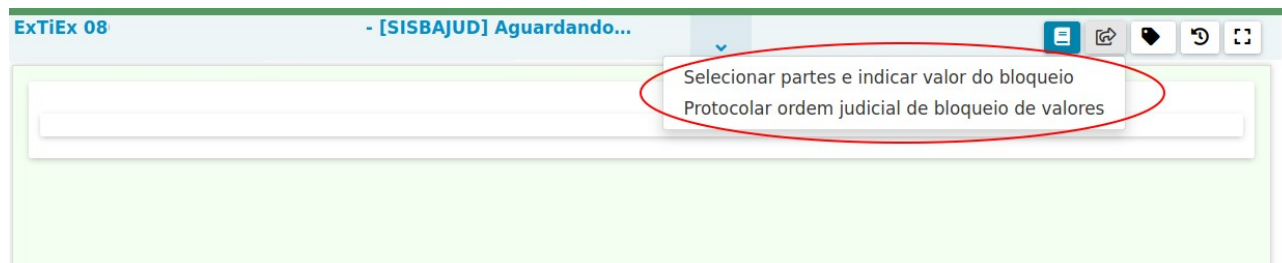 ExTiEx 08 - [SISBAJUD] Aguardando...
Selecionar partes e indicar valor do bloqueio
Protocolar ordem judicial de bloqueio de valores